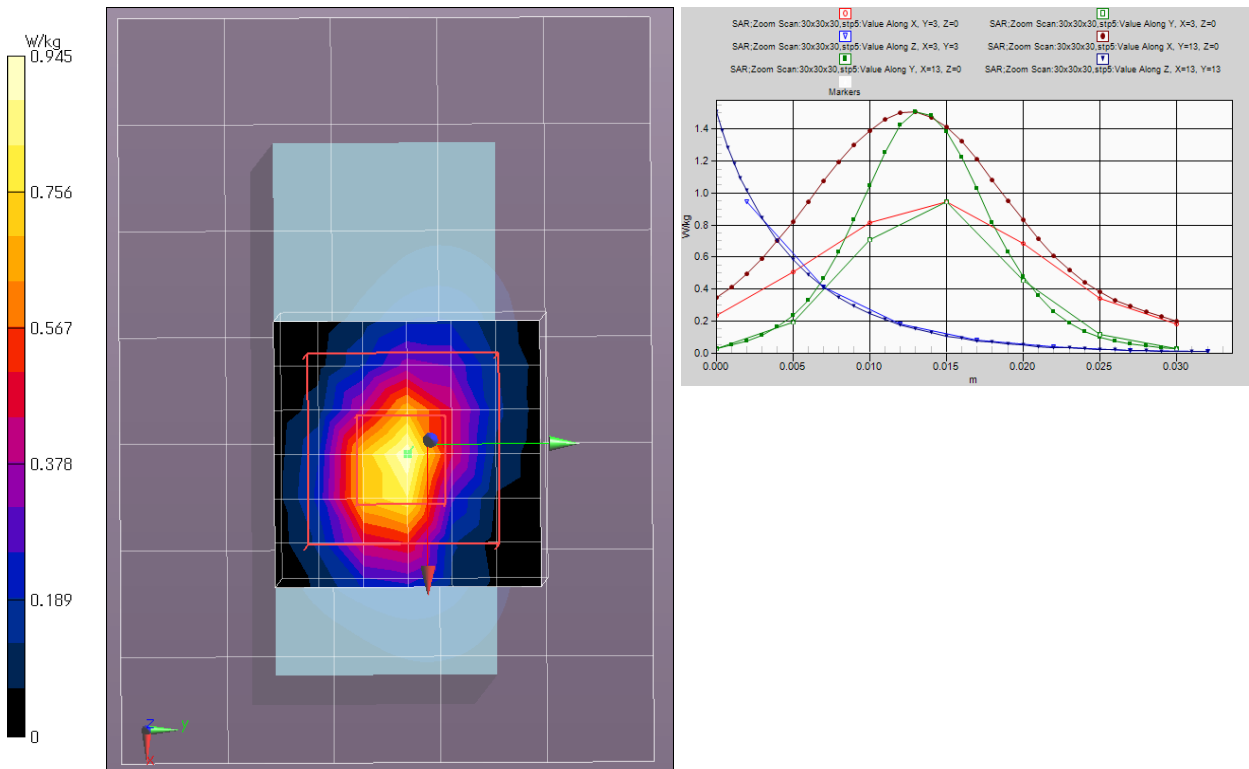 W/kg
0.945
0.756
0.567
0.378
0.189
0
z
y
x
SAR;Zoom Scan:30x30x30,stp5:Value Along X, Y=3, Z=0
SAR;Zoom Scan:30x30x30,stp5:Value Along Y, X=3, Z=0
SAR;Zoom Scan:30x30x30,stp5:Value Along Z, X=3, Y=3
SAR;Zoom Scan:30x30x30,stp5:Value Along X, Y=13, Z=0
SAR;Zoom Scan:30x30x30,stp5:Value Along Y, X=13, Z=0
SAR;Zoom Scan:30x30x30,stp5:Value Along Z, X=13, Y=13
Markers
W/kg
1.4
1.2
1.0
0.8
0.6
0.4
0.2
0.0
0.000 0.005 0.010 0.015 0.020 0.025 0.030
m